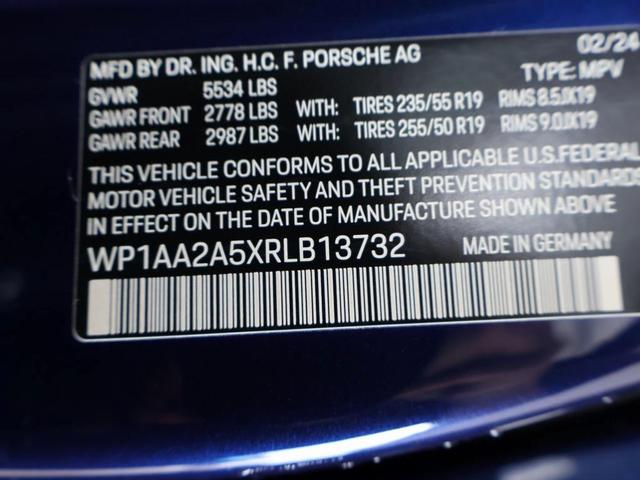 MFD BY DR. ING. H.C. F. PORSCHE AG 02/24
GVWR 5534 LBS TYPE: MPV
GAWR FRONT 2778 LBS WITH: TIRES 235/55 R19 RIMS 8.5JX19
GAWR REAR 2987 LBS WITH: TIRES 255/50 R19 RIMS 9.0JX19
THIS VEHICLE CONFORMS TO ALL APPLICABLE U.S. FEDERAL
MOTOR VEHICLE SAFETY AND THEFT PREVENTION STANDARDS
IN EFFECT ON THE DATE OF MANUFACTURE SHOWN ABOVE
WP1AA2A5XRLB13732 MADE IN GERMANY